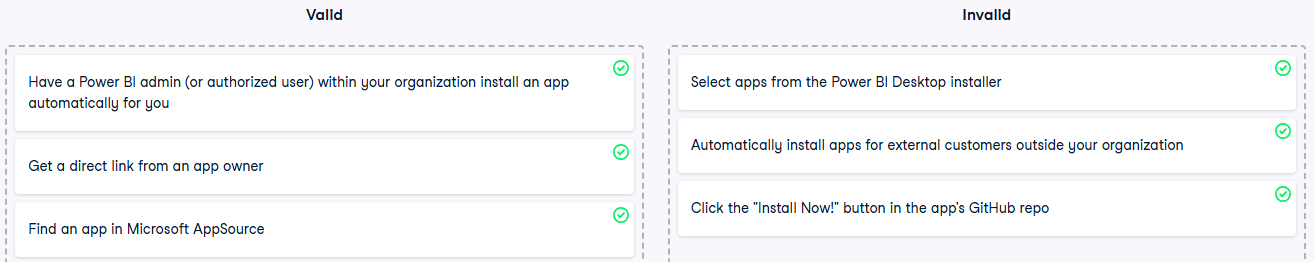 Valid
Have a Power BI admin (or authorized user) within your organization install an app
automatically for you
Get a direct link from an app owner
Find an app in Microsoft AppSource
Invalid
Select apps from the Power BI Desktop installer
Automatically install apps for external customers outside your organization
Click the "Install Now!" button in the app's GitHub repo